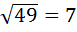 √49 = 7